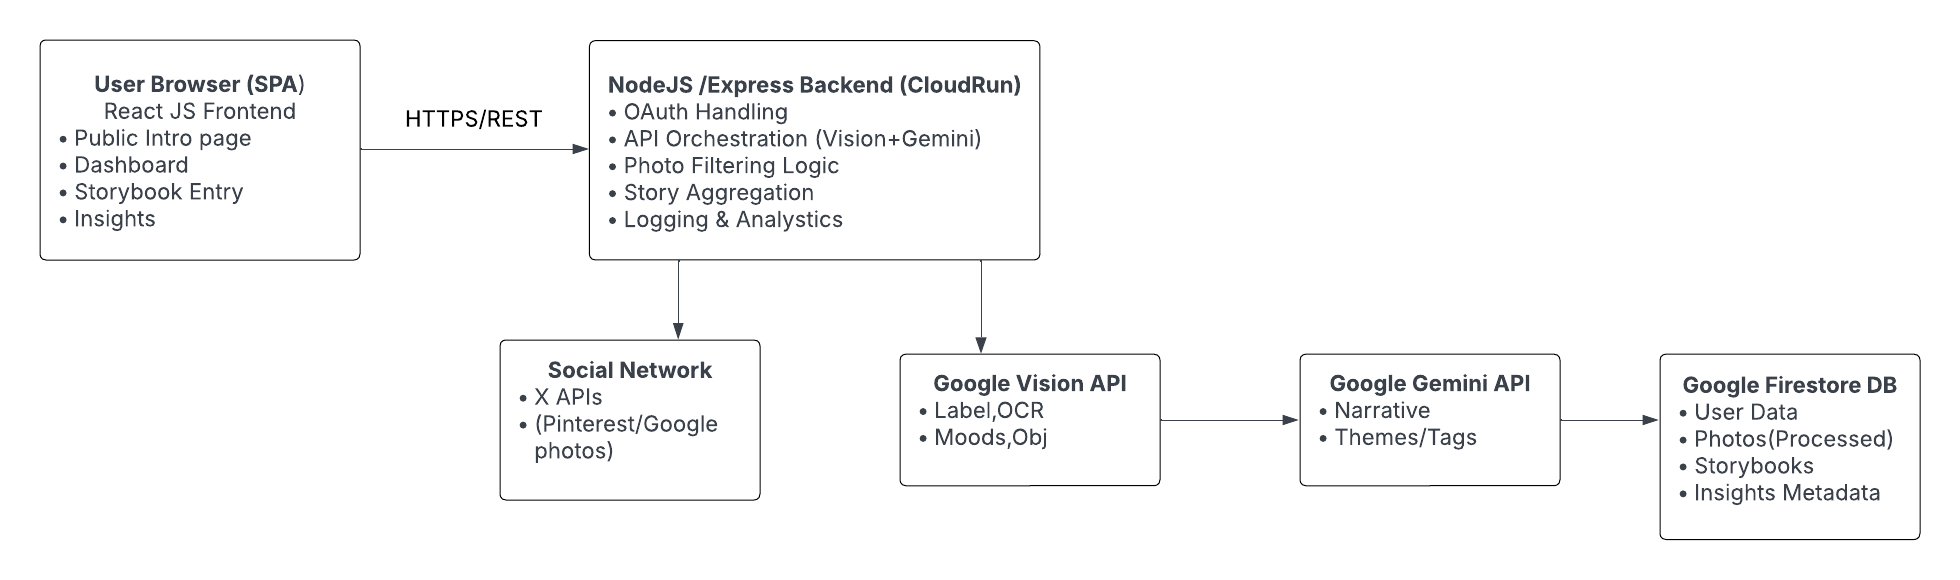 User Browser (SPA)
React JS Frontend
• Public Intro page
• Dashboard
• Storybook Entry
• Insights
HTTPS/REST
NodeJS /Express Backend (CloudRun)
• OAuth Handling
• API Orchestration (Vision+Gemini)
• Photo Filtering Logic
• Story Aggregation
• Logging & Analystics
Social Network
• X APIs
• (Pinterest/Google
photos)
Google Vision API
• Label,OCR
• Moods,Obj
Google Gemini API
• Narrative
• Themes/Tags
Google Firestore DB
• User Data
• Photos(Processed)
• Storybooks
• Insights Metadata